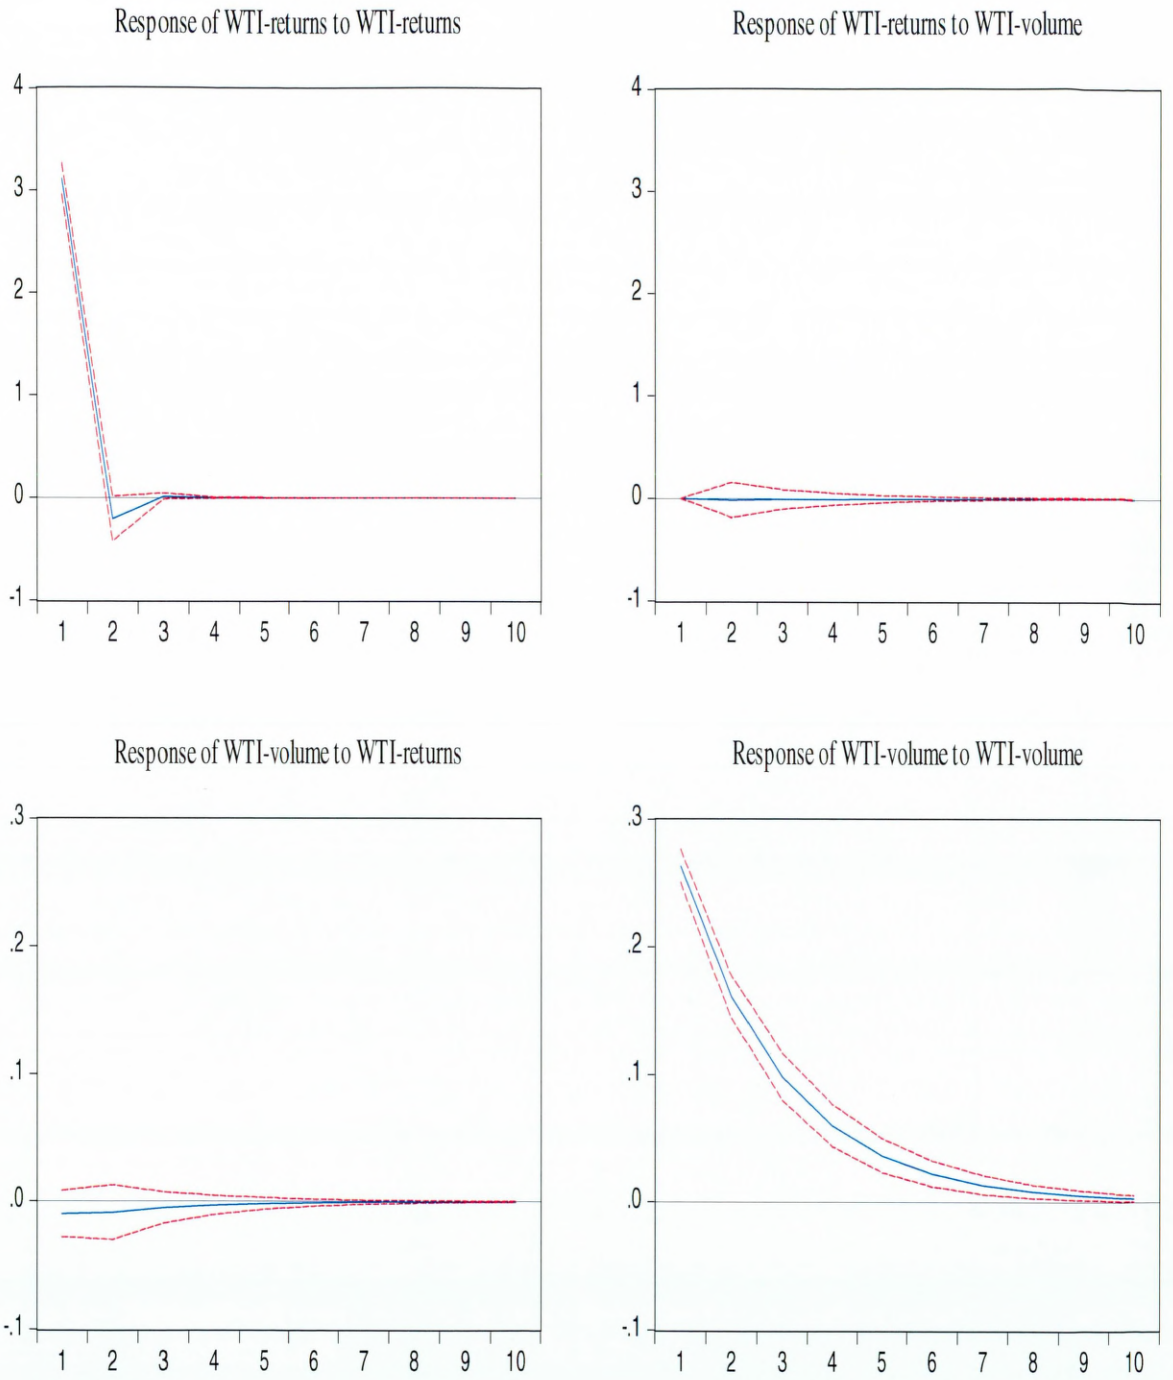 Response of WTI-returns to WTI-returns
4
3
2
1
0
-1
1 2 3 4 5 6 7 8 9 10
Response of WTI-returns to WTI-volume
4
3
2
1
0
-1
1 2 3 4 5 6 7 8 9 10
Response of WTI-volume to WTI-returns
.3
.2
.1
.0
-.1
1 2 3 4 5 6 7 8 9 10
Response of WTI-volume to WTI-volume
.3
.2
.1
.0
-.1
1 2 3 4 5 6 7 8 9 10